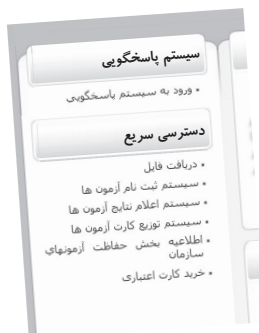 سیستم پاسخگویی
• ورود به سیستم پاسخگویی
دسترسی سریع
• دریافت فایل
• سیستم ثبت نام آزمون ها
• سیستم اعلام نتایج آزمون ها
• سیستم توزیع کارت آزمون ها
• اطلاعیه بخش حفاظت آزمونهای
سازمان
• خرید کارت اعتباری